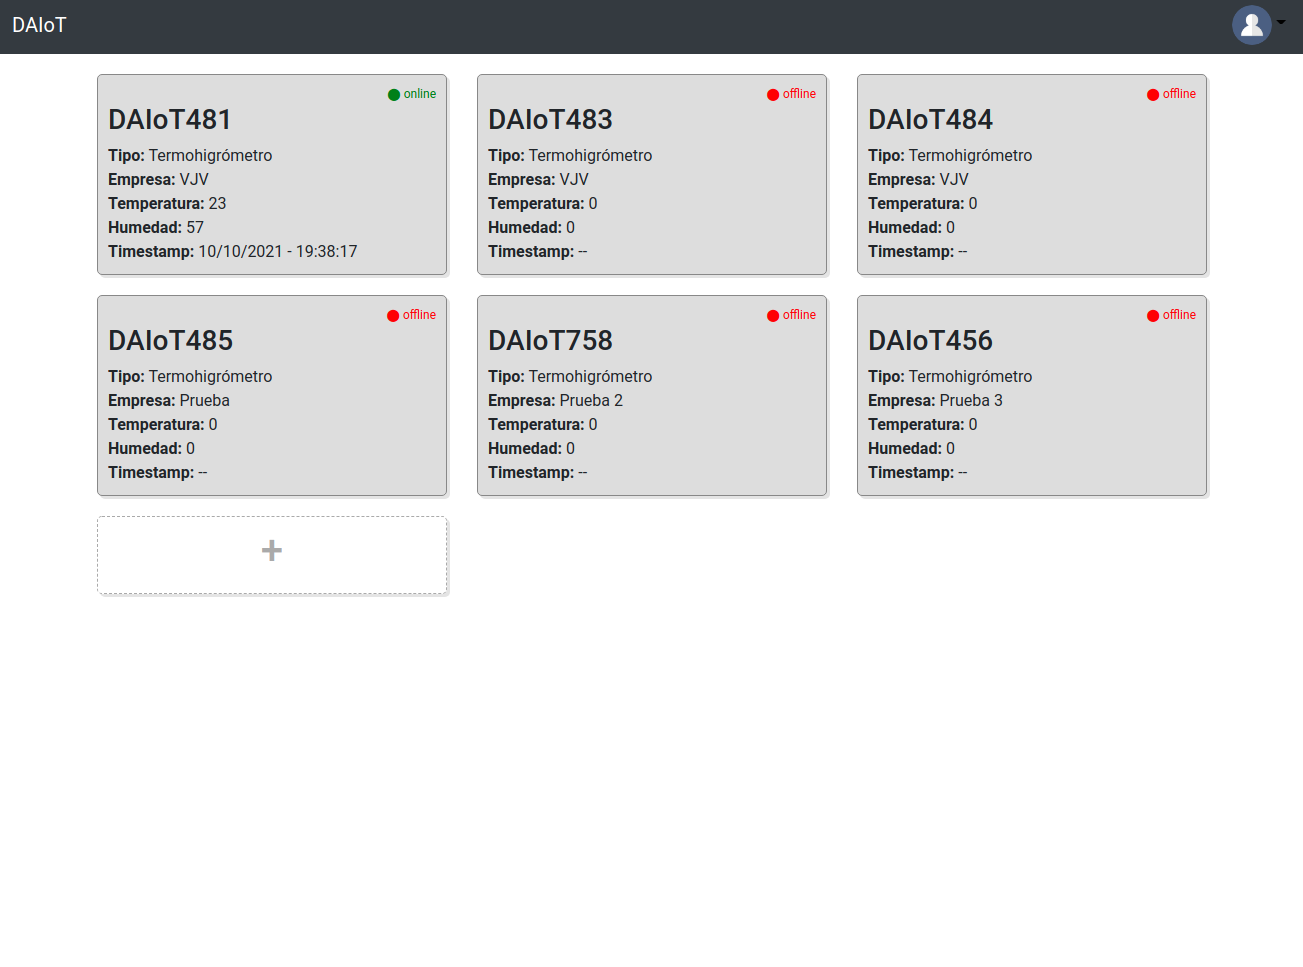 DAIoT
online
DAIoT481
Tipo: Termohigrómetro
Empresa: VJV
Temperatura: 23
Humedad: 57
Timestamp: 10/10/2021 - 19:38:17
offline
DAIoT483
Tipo: Termohigrómetro
Empresa: VJV
Temperatura: 0
Humedad: 0
Timestamp: --
offline
DAIoT484
Tipo: Termohigrómetro
Empresa: VJV
Temperatura: 0
Humedad: 0
Timestamp: --
offline
DAIoT485
Tipo: Termohigrómetro
Empresa: Prueba
Temperatura: 0
Humedad: 0
Timestamp: --
offline
DAIoT758
Tipo: Termohigrómetro
Empresa: Prueba 2
Temperatura: 0
Humedad: 0
Timestamp: --
offline
DAIoT456
Tipo: Termohigrómetro
Empresa: Prueba 3
Temperatura: 0
Humedad: 0
Timestamp: --
+